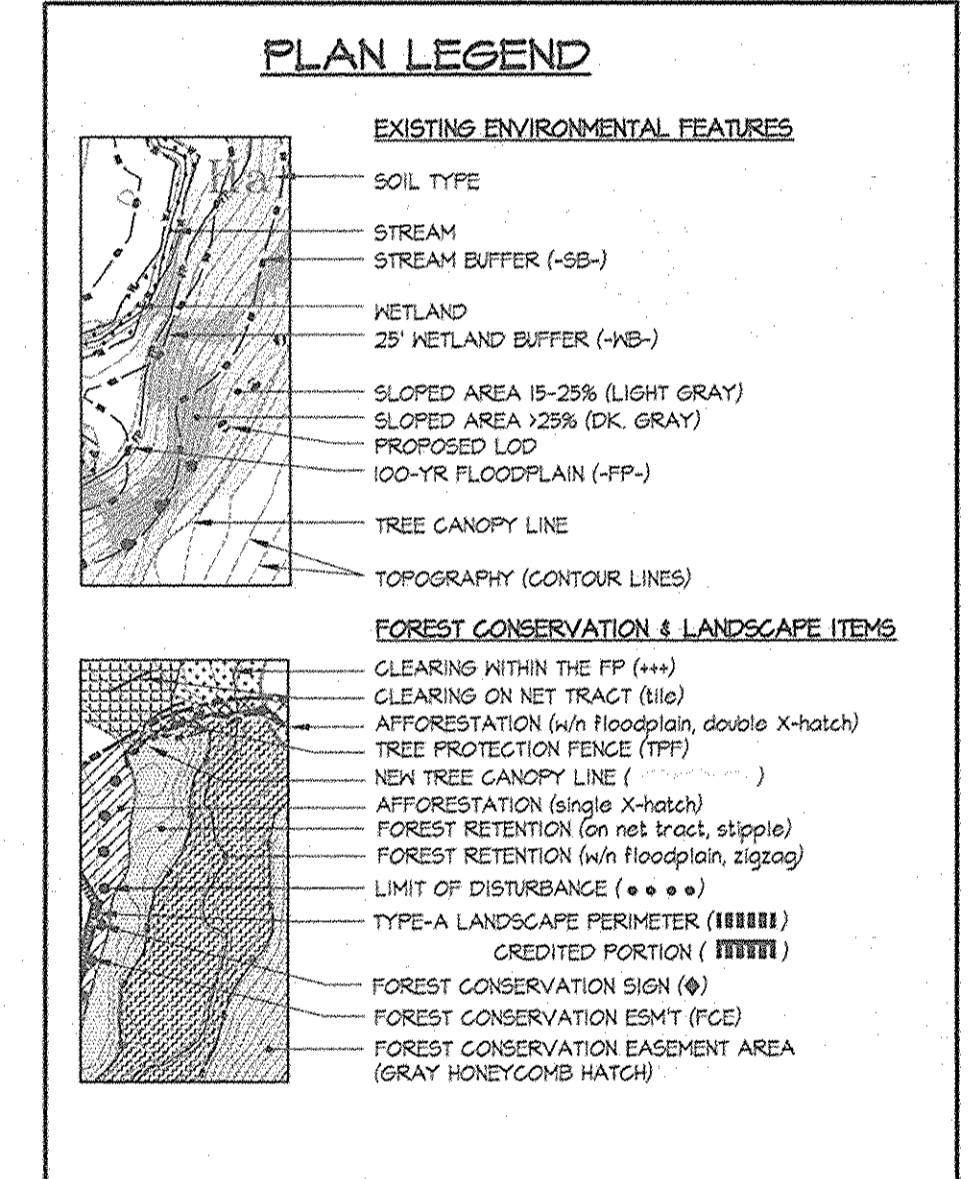 PLAN LEGEND
EXISTING ENVIRONMENTAL FEATURES
Ha
SOIL TYPE
STREAM
STREAM BUFFER (-SB-)
WETLAND
25' WETLAND BUFFER (-WB-)
SLOPED AREA 15-25% (LIGHT GRAY)
SLOPED AREA >25% (DK. GRAY)
PROPOSED LOD
100-YR FLOODPLAIN (-FP-)
TREE CANOPY LINE
TOPOGRAPHY (CONTOUR LINES)
FOREST CONSERVATION & LANDSCAPE ITEMS
CLEARING WITHIN THE FP (+++)
CLEARING ON NET TRACT (tile)
AFFORESTATION (w/n floodplain, double X-hatch)
TREE PROTECTION FENCE (TPF)
NEW TREE CANOPY LINE ( )
AFFORESTATION (single X-hatch)
FOREST RETENTION (on net tract, stipple)
FOREST RETENTION (w/n floodplain, zigzag)
LIMIT OF DISTURBANCE (● ● ● ●)
TYPE-A LANDSCAPE PERIMETER ( )
CREDITED PORTION ( )
FOREST CONSERVATION SIGN (◆)
FOREST CONSERVATION ESM'T (FCE)
FOREST CONSERVATION EASEMENT AREA
(GRAY HONEYCOMB HATCH)